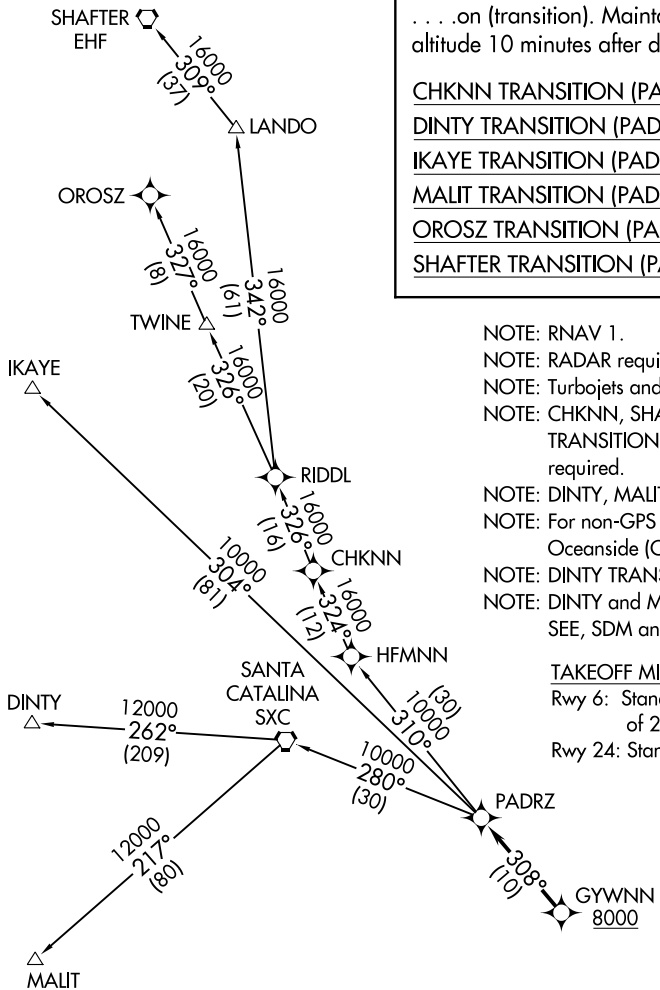 . . . .on (transition). Mainta
altitude 10 minutes after d
CHKNN TRANSITION (PA
DINTY TRANSITION (PAD
IKAYE TRANSITION (PAD
MALIT TRANSITION (PAD
OROSZ TRANSITION (PA
SHAFTER TRANSITION (PA
SHAFTER
EHF
16000
309°
(37)
LANDO
OROSZ
16000
327°
(8)
16000
342°
(61)
TWINE
16000
326°
(20)
IKAYE
RIDDL
NOTE: RNAV 1.
NOTE: RADAR requi
NOTE: Turbojets and
NOTE: CHKNN, SHA
TRANSITION
required.
NOTE: DINTY, MALIT
NOTE: For non-GPS
Oceanside (O
NOTE: DINTY TRANS
NOTE: DINTY and M
SEE, SDM an
16000
326°
(16)
CHKNN
10000
304°
(81)
16000
324°
(12)
HFMNN
SANTA
CATALINA
SXC
(30)
10000
310°
TAKEOFF MI
Rwy 6: Stan
of 2
Rwy 24: Stan
DINTY
12000
262°
(209)
10000
280°
(30)
PADRZ
12000
217°
(80)
308°
(10)
GYWNN
8000
MALIT